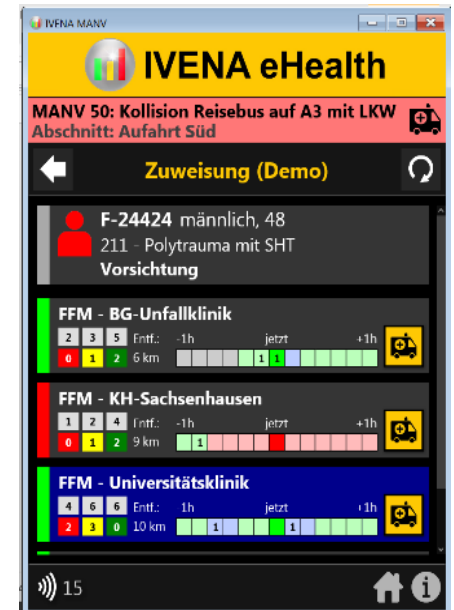 IVENA MANV
IVENA eHealth
MANV 50: Kollision Reisebus auf A3 mit LKW
Abschnitt: Aufahrt Süd
Zuweisung (Demo)
F-24424 männlich, 48
211 - Polytrauma mit SHT
Vorsichtung
FFM - BG-Unfallklinik
2 3 5 Entf.: -1h jetzt +1h
0 1 2 6 km 1 1
FFM - KH-Sachsenhausen
1 2 4 Entf.: -1h jetzt +1h
0 1 2 9 km 1
FFM - Universitätsklinik
4 6 6 Entf.: 1h jetzt 1h
2 3 0 10 km 1 1
15